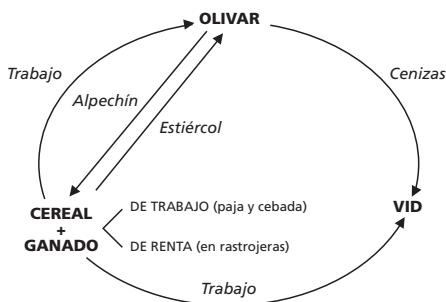 OLIVAR
Trabajo
Cenizas
Alpechín
Estiércol
DE TRABAJO (paja y cebada)
CEREAL
+
GANADO
VID
DE RENTA (en rastrojeras)
Trabajo